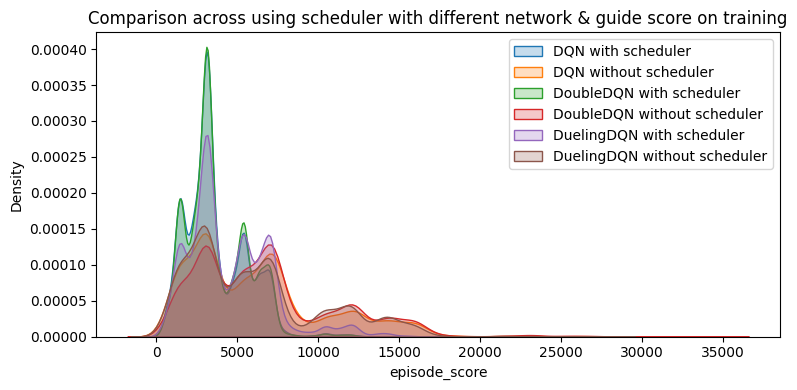 Comparison across using scheduler with different network & guide score on training
DQN with scheduler
DQN without scheduler
DoubleDQN with scheduler
DoubleDQN without scheduler
DuelingDQN with scheduler
DuelingDQN without scheduler
Density
0.00040
0.00035
0.00030
0.00025
0.00020
0.00015
0.00010
0.00005
0.00000
0 5000 10000 15000 20000 25000 30000 35000
episode_score